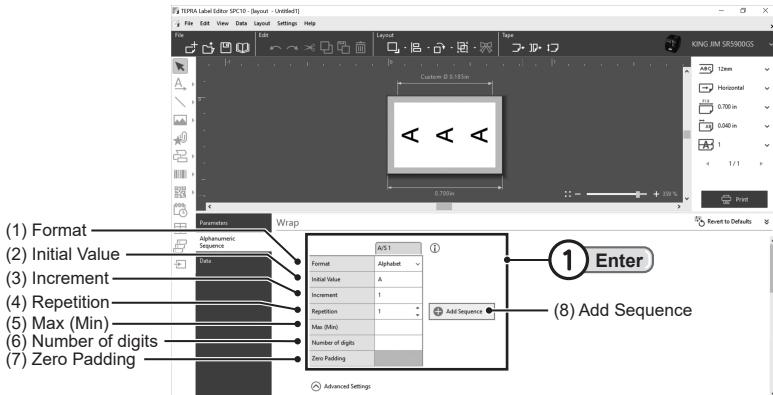 TEPRA Label Editor SPC10 - [layout - Untitled1]
File Edit View Data Layout Settings Help
File Edit Layout Tape
KING JIM SR5900GS
12mm
Horizontal
0.700 in
0.040 in
1
1/1
Print
Custom Ø 0.185in
A A A
0.700in
359 %
Parameters
Wrap
Revert to Defaults
Alphanumeric
Sequence
Data
A/S 1
Format Alphabet
Initial Value A
Increment 1
Repetition 1
Add Sequence
Max (Min)
Number of digits
Zero Padding
Advanced Settings
(1) Format
(2) Initial Value
(3) Increment
(4) Repetition
(5) Max (Min)
(6) Number of digits
(7) Zero Padding
1 Enter
(8) Add Sequence